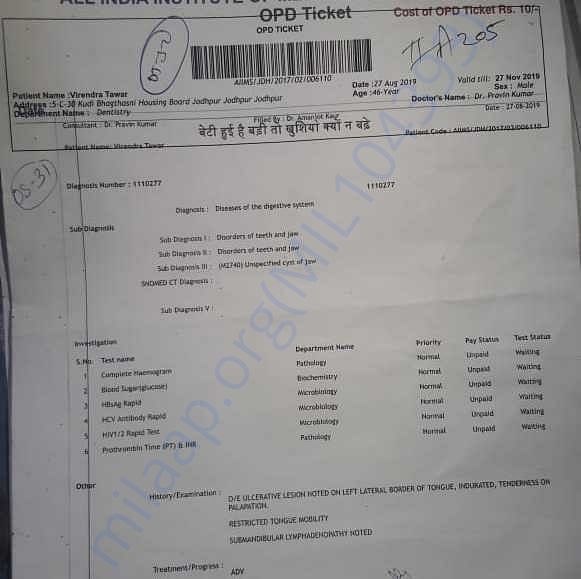 OPD Ticket
Cost of OPD Ticket Rs. 10/-
OPD TICKET
IIA 205
AIIMS/JDH/2017/02/006110
Date :27 Aug 2019
Valid till: 27 Nov 2019
Patient Name :Virendra Tawar
Age :46-Year
Sex : Male
Address :5-C-30 Kudi Bhagthasni Housing Board Jodhpur Jodhpur Jodhpur
Doctor's Name : Dr. Pravin Kumar
Department Name : Dentistry
Date : 27-08-2019
Consultant : Dr. Pravin Kumar
Filled By : Dr. Amanjot Kaur
बेटी हुई है बड़ी तो खुशियां क्यों न बड़े
Patient Name: Virendra Tawar
Patient Code : AIIMS/JDH/2017/02/006110
OS-31
Diagnosis Number : 1110277
1110277
Diagnosis : Diseases of the digestive system
Sub Diagnosis
Sub Diagnosis I : Disorders of teeth and jaw
Sub Diagnosis II : Disorders of teeth and jaw
Sub Diagnosis III : (M2740) Unspecified cyst of jaw
SNOMED CT Diagnosis :
Sub Diagnosis V :
Investigation
S.No. Test name Department Name Priority Pay Status Test Status
1 Complete Haemogram Pathology Normal Unpaid Waiting
2 Blood Sugar(glucose) Biochemistry Normal Unpaid Waiting
3 HBsAg Rapid Microbiology Normal Unpaid Waiting
4 HCV Antibody Rapid Microbiology Normal Unpaid Waiting
5 HIV1/2 Rapid Test Microbiology Normal Unpaid Waiting
6 Prothrombin Time (PT) & INR Pathology Normal Unpaid Waiting
Other
History/Examination : O/E ULCERATIVE LESION NOTED ON LEFT LATERAL BORDER OF TONGUE, INDURATED, TENDERNESS ON
PALAPATION.
RESTRICTED TONGUE MOBILITY
SUBMANDIBULAR LYMPHADENOPATHY NOTED
Treatment/Progress : ADV